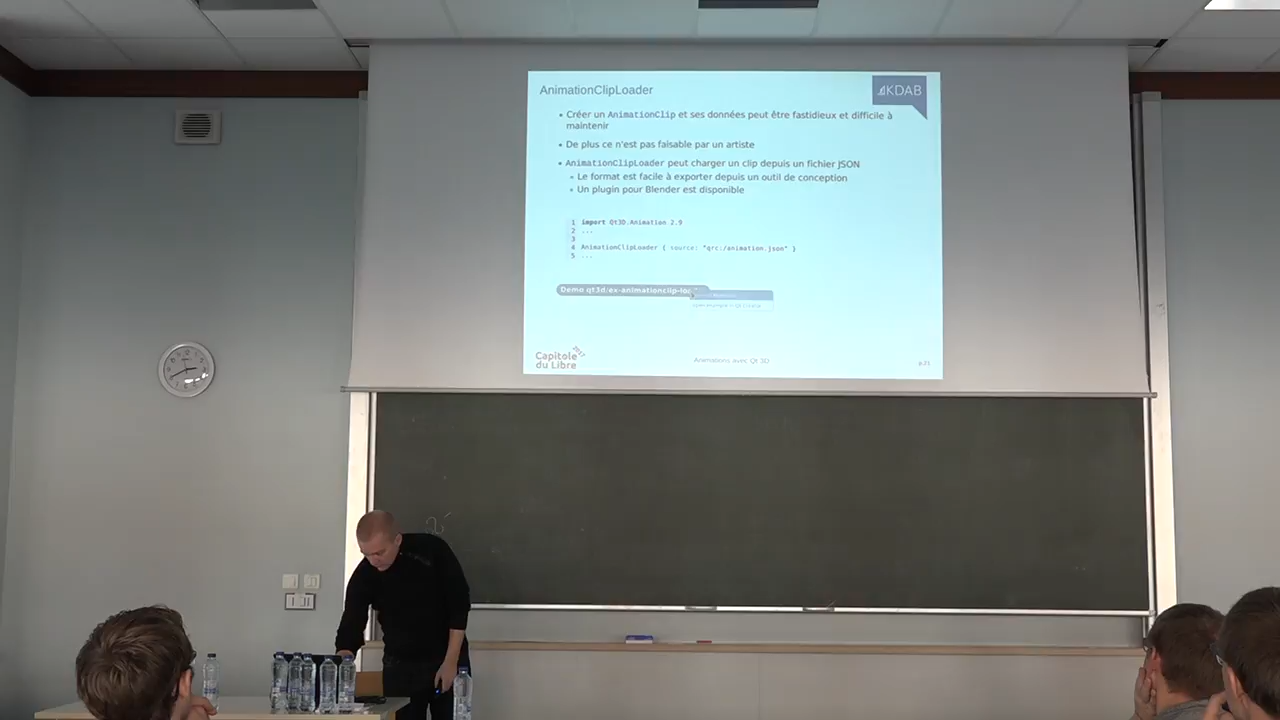 AnimationClipLoader
KDAB
Créer un AnimationClip et ses données peut être fastidieux et difficile à
maintenir
De plus ce n'est pas faisable par un artiste
AnimationClipLoader peut charger un clip depuis un fichier JSON
Le format est facile à exporter depuis un outil de conception
Un plugin pour Blender est disponible
1 import Qt3D.Animation 2.9
2 ...
3
4 AnimationClipLoader { source: "qrc:/animation.json" }
5 ...
Demo qt3d/ex-animationclip-
Capitole
du Libre
2017
Animations avec Qt 3D
p.21